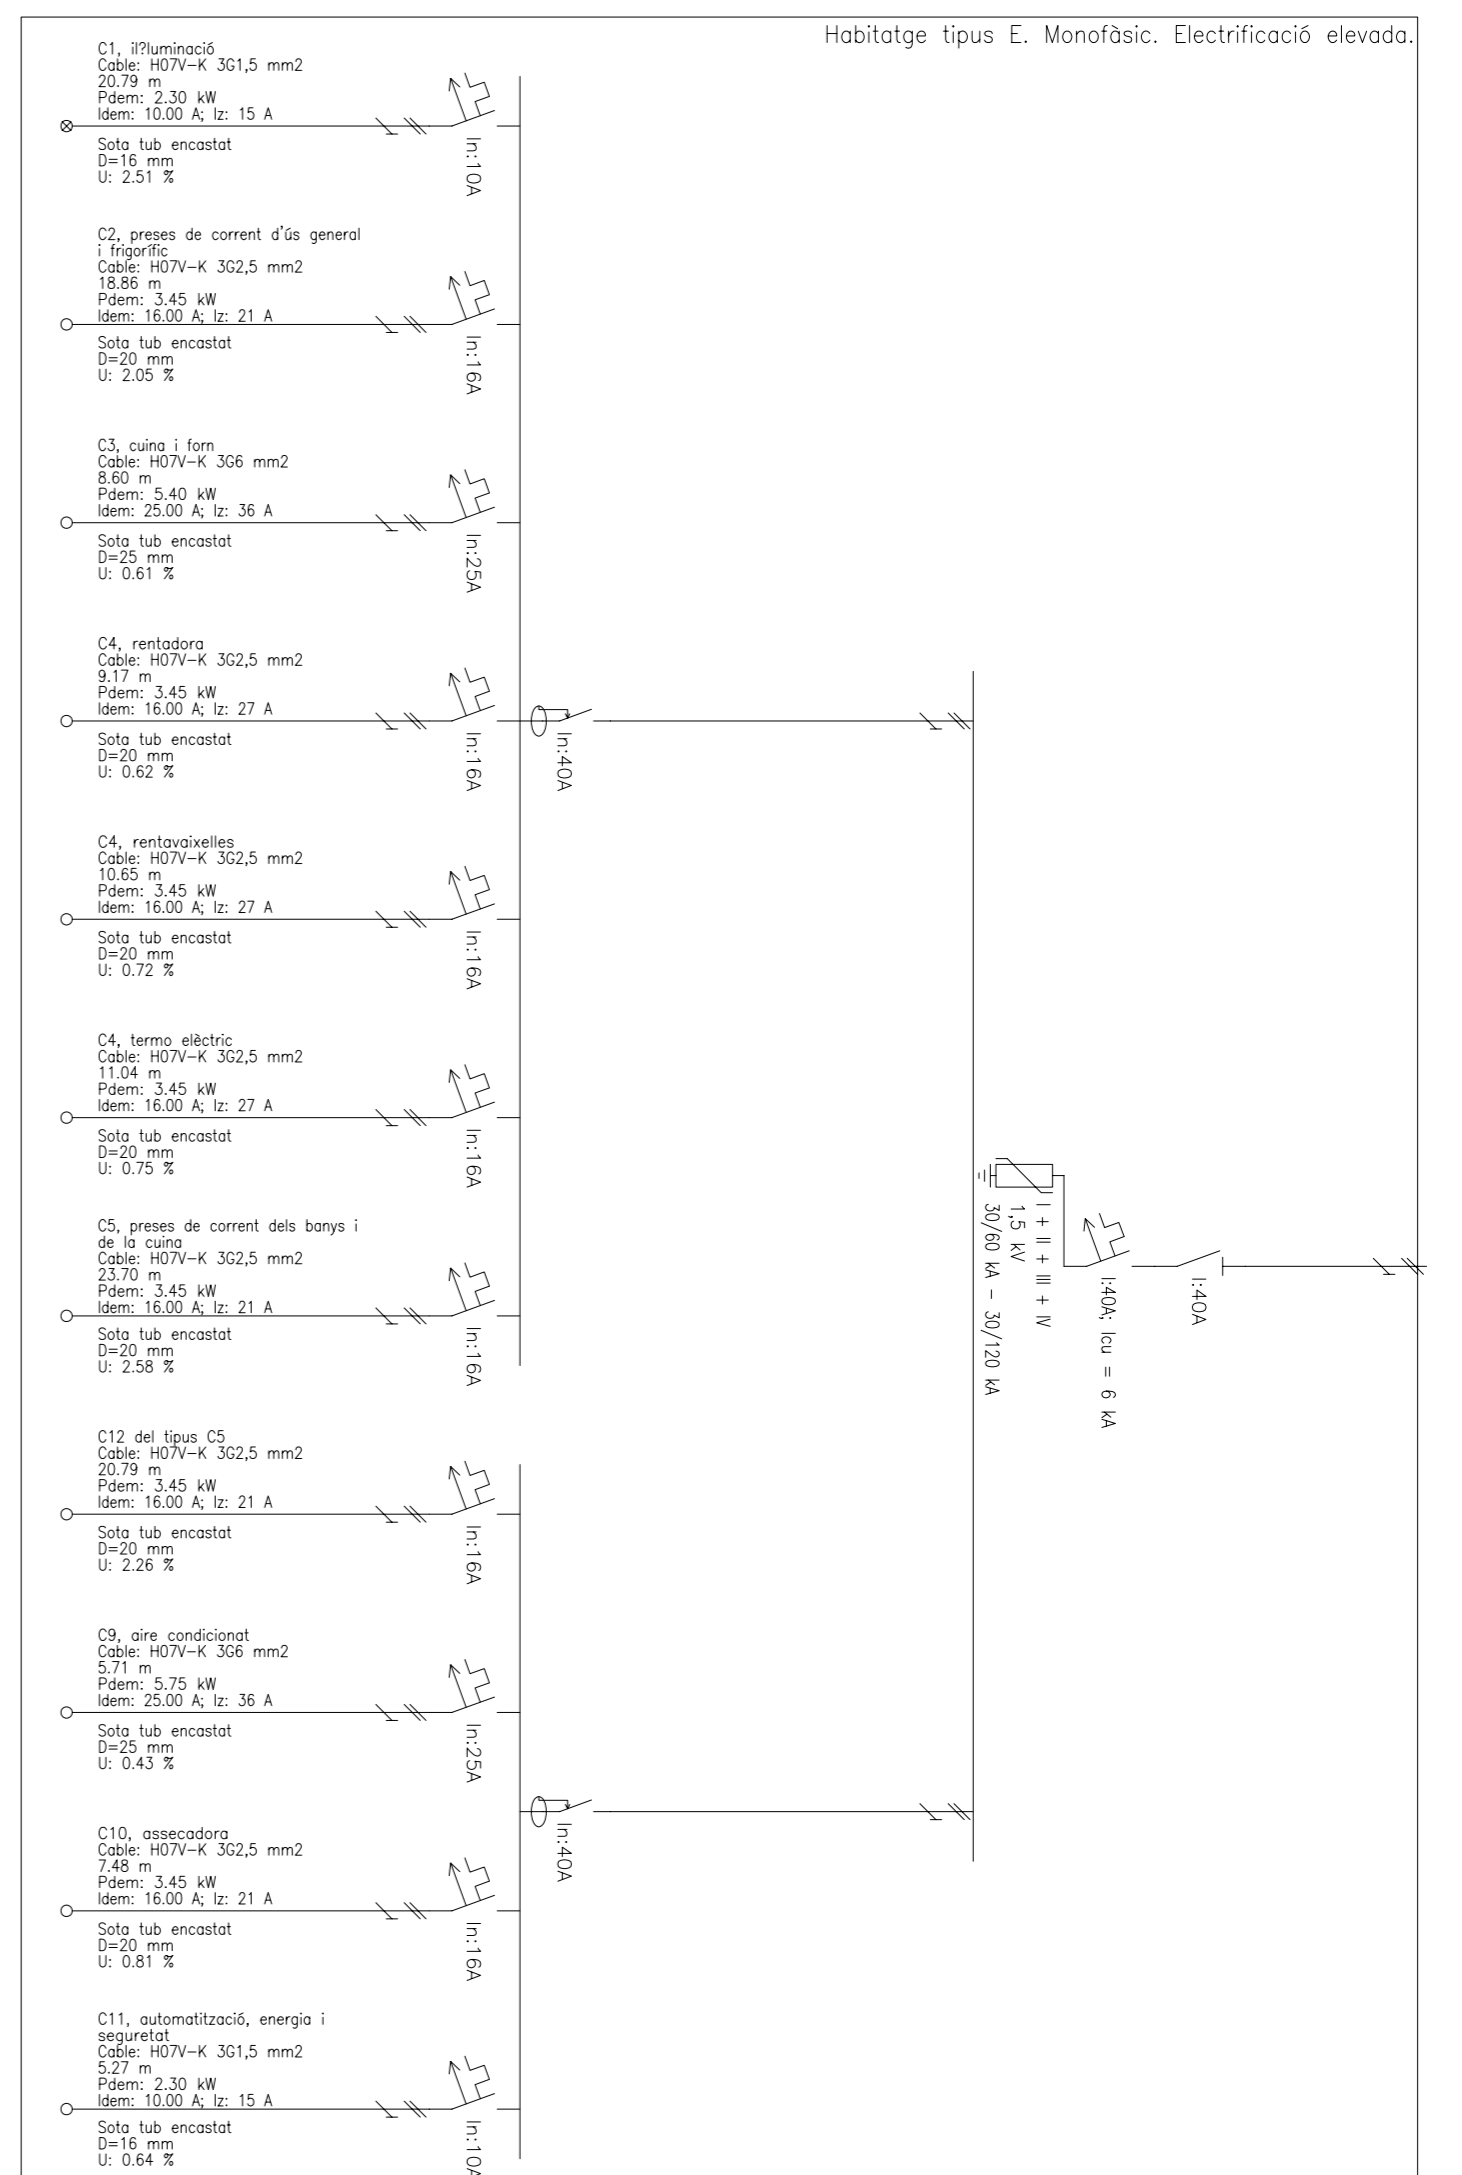 Habitatge tipus E. Monofàsic. Electrificació elevada.
C1, il?luminació
Cable: H07V-K 3G1,5 mm2
20.79 m
Pdem: 2.30 kW
Idem: 10.00 A; Iz: 15 A
Sota tub encastat
D=16 mm
U: 2.51 %
In:10A
C2, preses de corrent d'ús general
i frigorífic
Cable: H07V-K 3G2,5 mm2
18.86 m
Pdem: 3.45 kW
Idem: 16.00 A; Iz: 21 A
Sota tub encastat
D=20 mm
U: 2.05 %
In:16A
C3, cuina i forn
Cable: H07V-K 3G6 mm2
8.60 m
Pdem: 5.40 kW
Idem: 25.00 A; Iz: 36 A
Sota tub encastat
D=25 mm
U: 0.61 %
In:25A
C4, rentadora
Cable: H07V-K 3G2,5 mm2
9.17 m
Pdem: 3.45 kW
Idem: 16.00 A; Iz: 27 A
Sota tub encastat
D=20 mm
U: 0.62 %
In:16A
In:40A
C4, rentavaixelles
Cable: H07V-K 3G2,5 mm2
10.65 m
Pdem: 3.45 kW
Idem: 16.00 A; Iz: 27 A
Sota tub encastat
D=20 mm
U: 0.72 %
In:16A
C4, termo elèctric
Cable: H07V-K 3G2,5 mm2
11.04 m
Pdem: 3.45 kW
Idem: 16.00 A; Iz: 27 A
Sota tub encastat
D=20 mm
U: 0.75 %
In:16A
C5, preses de corrent dels banys i
de la cuina
Cable: H07V-K 3G2,5 mm2
23.70 m
Pdem: 3.45 kW
Idem: 16.00 A; Iz: 21 A
Sota tub encastat
D=20 mm
U: 2.58 %
In:16A
I + II + III + IV
1,5 kV
30/60 kA - 30/120 kA
I:40A; Icu = 6 kA
I:40A
C12 del tipus C5
Cable: H07V-K 3G2,5 mm2
20.79 m
Pdem: 3.45 kW
Idem: 16.00 A; Iz: 21 A
Sota tub encastat
D=20 mm
U: 2.26 %
In:16A
C9, aire condicionat
Cable: H07V-K 3G6 mm2
5.71 m
Pdem: 5.75 kW
Idem: 25.00 A; Iz: 36 A
Sota tub encastat
D=25 mm
U: 0.43 %
In:25A
In:40A
C10, assecadora
Cable: H07V-K 3G2,5 mm2
7.48 m
Pdem: 3.45 kW
Idem: 16.00 A; Iz: 21 A
Sota tub encastat
D=20 mm
U: 0.81 %
In:16A
C11, automatització, energia i
seguretat
Cable: H07V-K 3G1,5 mm2
5.27 m
Pdem: 2.30 kW
Idem: 10.00 A; Iz: 15 A
Sota tub encastat
D=16 mm
U: 0.64 %
In:10A